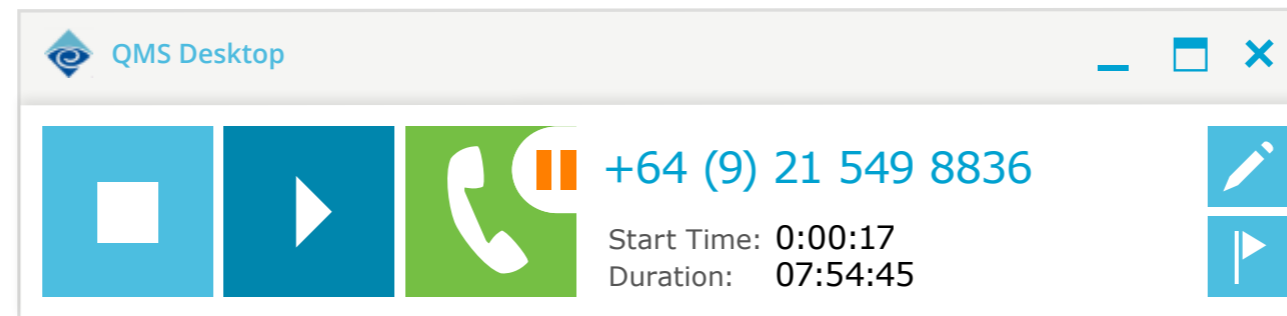 QMS Desktop
+64 (9) 21 549 8836
Start Time: 0:00:17
Duration: 07:54:45